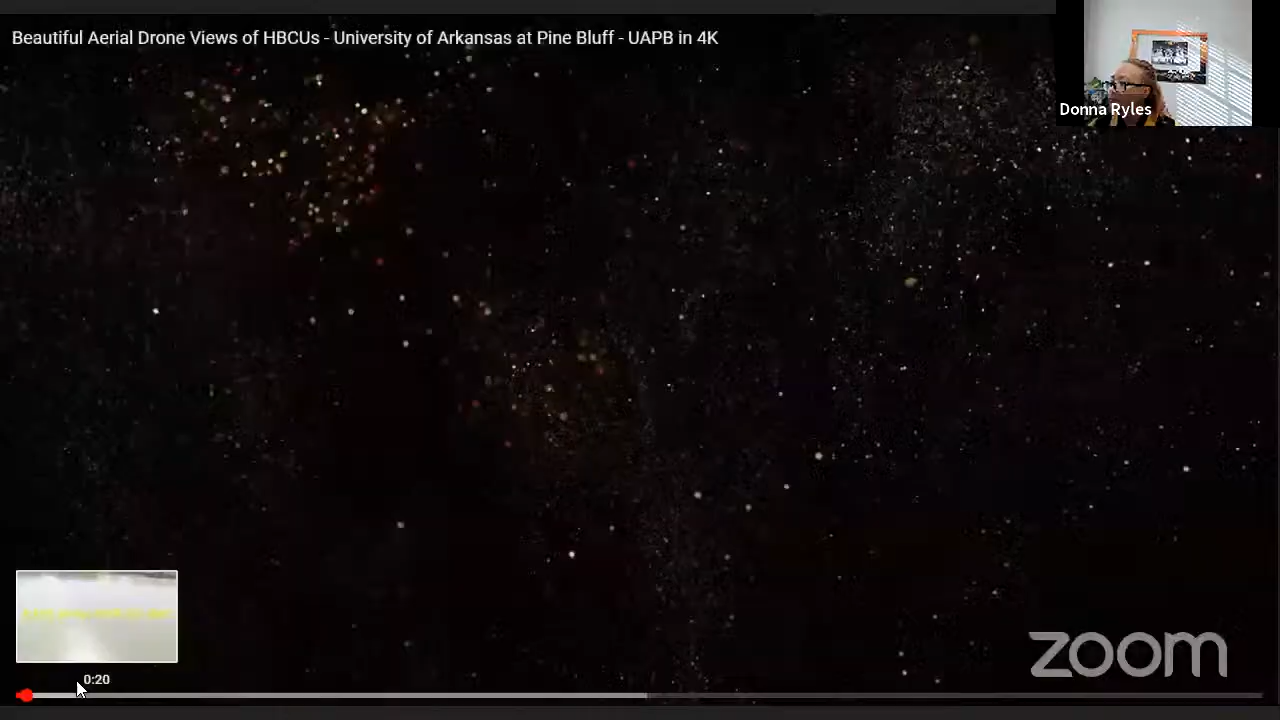 Beautiful Aerial Drone Views of HBCUs - University of Arkansas at Pine Bluff - UAPB in 4K
Donna Ryles
0:20
zoom